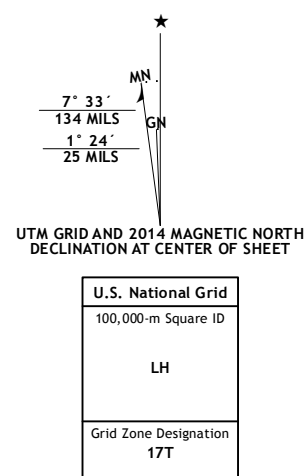 ★
MN
7° 33´
134 MILS
GN
1° 24´
25 MILS
UTM GRID AND 2014 MAGNETIC NORTH
DECLINATION AT CENTER OF SHEET
U.S. National Grid
100,000-m Square ID
LH
Grid Zone Designation
17T